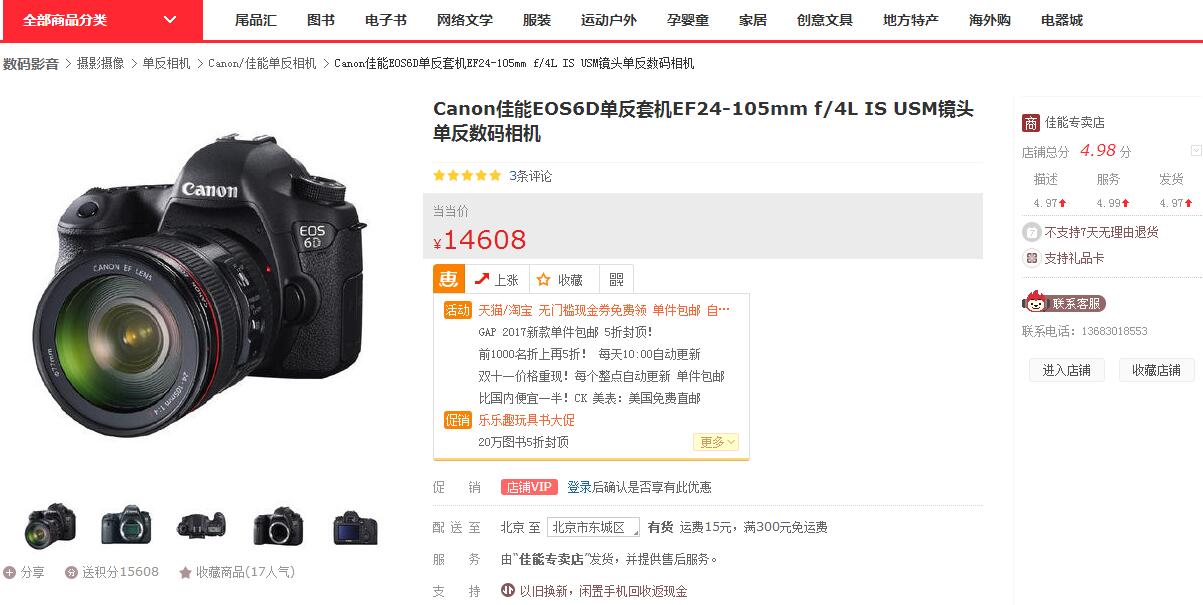 全部商品分类 尾品汇 图书 电子书 网络文学 服装 运动户外 孕婴童 家居 创意文具 地方特产 海外购 电器城
数码影音 > 摄影摄像 > 单反相机 > Canon/佳能单反相机 > Canon佳能EOS6D单反套机EF24-105mm f/4L IS USM镜头单反数码相机
Canon
EOS
6D
CANON EF LENS
24-105mm 1:4
Canon佳能EOS6D单反套机EF24-105mm f/4L IS USM镜头
单反数码相机
3条评论
当当价
¥14608
惠 上涨 收藏
活动 天猫/淘宝 无门槛现金券免费领 单件包邮 自···
GAP 2017新款单件包邮 5折封顶!
前1000名折上再5折! 每天10:00自动更新
双十一价格重现! 每个整点自动更新 单件包邮
比国内便宜一半! CK 美表: 美国免费直邮
促销 乐乐趣玩具书大促
20万图书5折封顶 更多
促 销 店铺VIP 登录后确认是否享有此优惠
配 送 至 北京 至 北京市东城区 有货 运费15元，满300元免运费
服 务 由“佳能专卖店”发货，并提供售后服务。
支 持 以旧换新，闲置手机回收返现金
分享 送积分15608 收藏商品(17人气)
商 佳能专卖店
店铺总分 4.98 分
描述 服务 发货
4.97 4.99 4.97
7 不支持7天无理由退货
支持礼品卡
联系客服
联系电话: 13683018553
进入店铺 收藏店铺